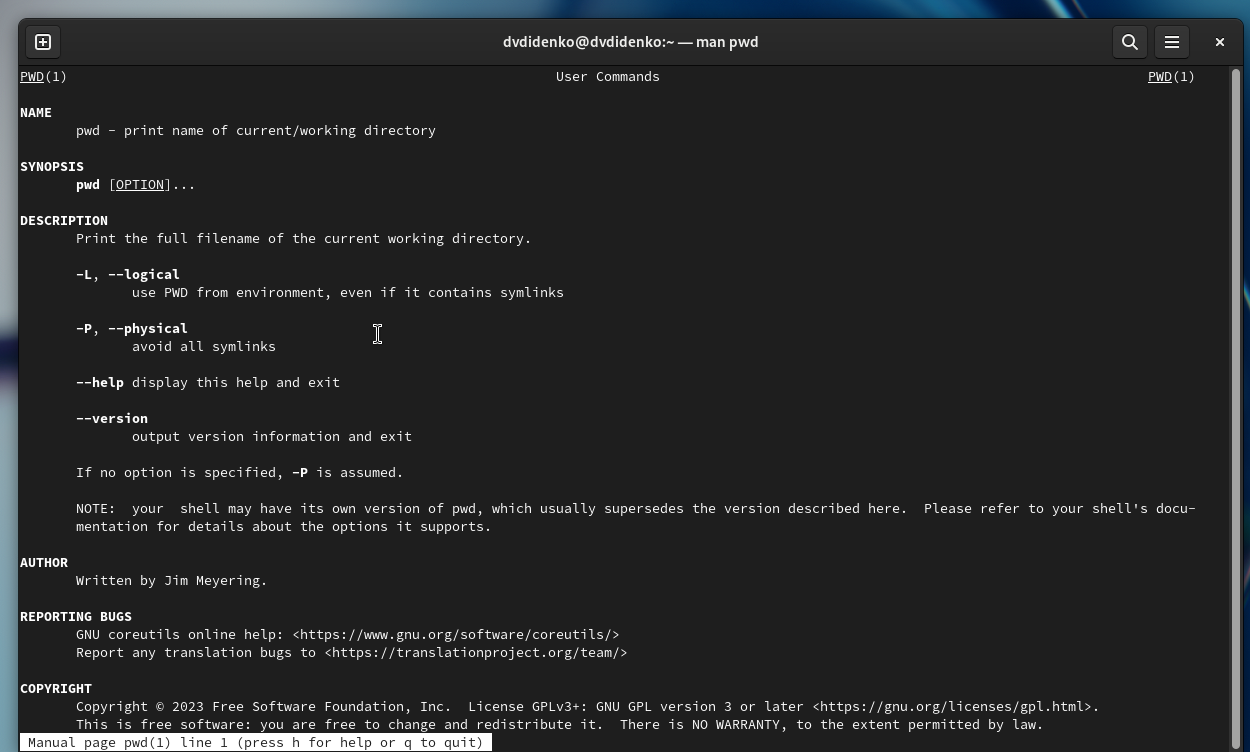 dvdidenko@dvdidenko:~ — man pwd
PWD(1) User Commands PWD(1)
NAME
pwd - print name of current/working directory
SYNOPSIS
pwd [OPTION]...
DESCRIPTION
Print the full filename of the current working directory.
-L, --logical
use PWD from environment, even if it contains symlinks
-P, --physical
avoid all symlinks
--help display this help and exit
--version
output version information and exit
If no option is specified, -P is assumed.
NOTE:  your  shell may have its own version of pwd, which usually supersedes the version described here.  Please refer to your shell's docu-
mentation for details about the options it supports.
AUTHOR
Written by Jim Meyering.
REPORTING BUGS
GNU coreutils online help: <https://www.gnu.org/software/coreutils/>
Report any translation bugs to <https://translationproject.org/team/>
COPYRIGHT
Copyright © 2023 Free Software Foundation, Inc.  License GPLv3+: GNU GPL version 3 or later <https://gnu.org/licenses/gpl.html>.
This is free software: you are free to change and redistribute it.  There is NO WARRANTY, to the extent permitted by law.
Manual page pwd(1) line 1 (press h for help or q to quit)